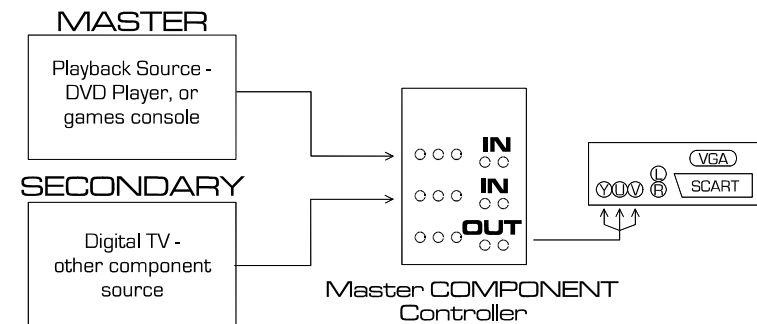 MASTER
Playback Source -
DVD Player, or
games console
SECONDARY
Digital TV -
other component
source
IN
IN
OUT
Master COMPONENT
Controller
VGA
L
R
YUV
SCART